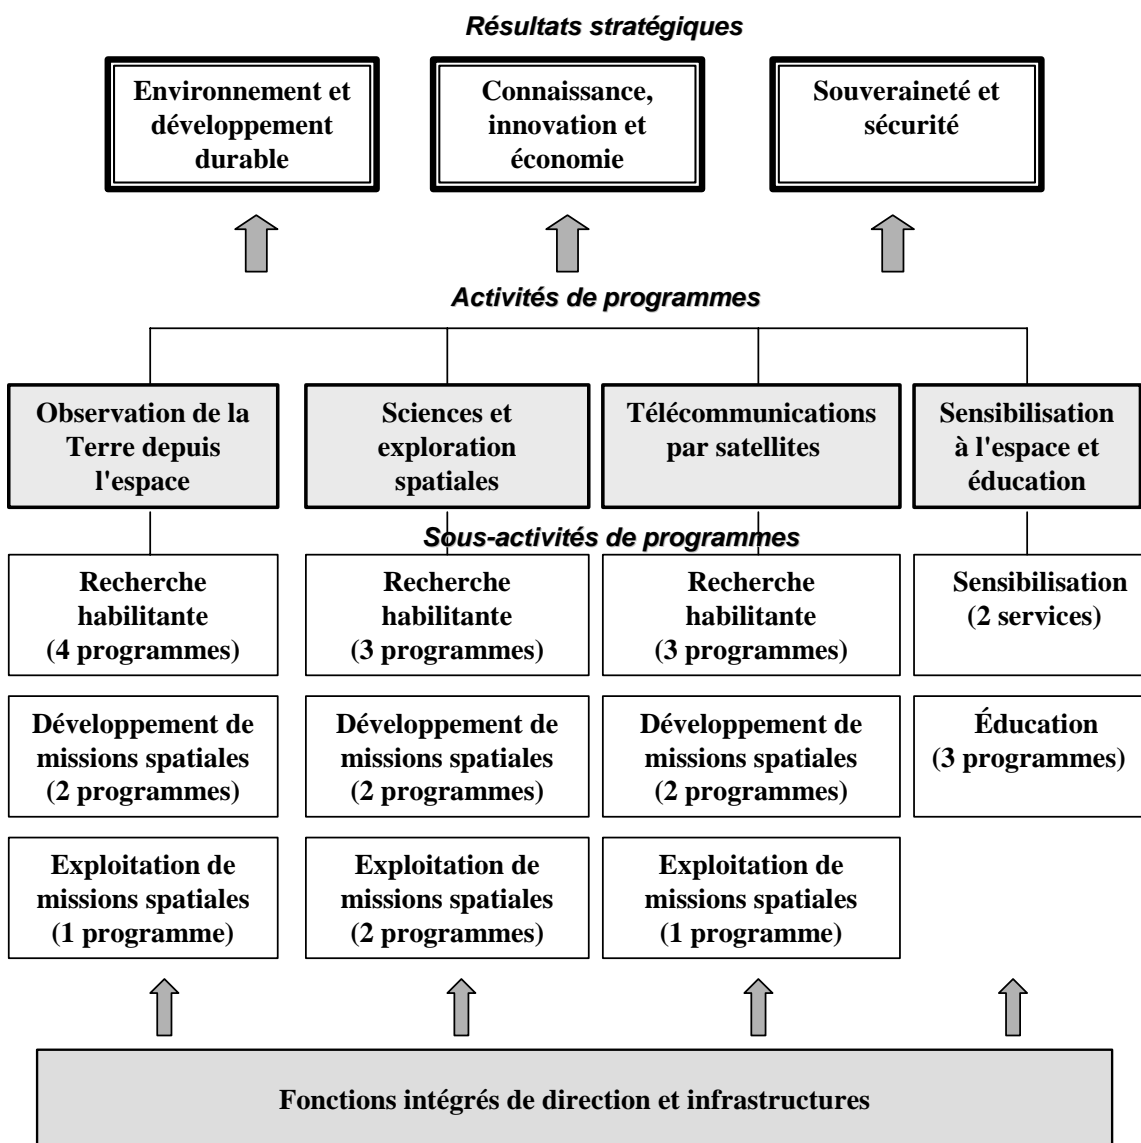 Résultats stratégiques
Environnement et
développement
durable
Connaissance,
innovation et
économie
Souveraineté et
sécurité
Activités de programmes
Observation de la
Terre depuis
l'espace
Sciences et
exploration
spatiales
Télécommunications
par satellites
Sensibilisation
à l'espace et
éducation
Sous-activités de programmes
Recherche
habilitante
(4 programmes)
Recherche
habilitante
(3 programmes)
Recherche
habilitante
(3 programmes)
Sensibilisation
(2 services)
Développement de
missions spatiales
(2 programmes)
Développement de
missions spatiales
(2 programmes)
Développement de
missions spatiales
(2 programmes)
Éducation
(3 programmes)
Exploitation de
missions spatiales
(1 programme)
Exploitation de
missions spatiales
(2 programmes)
Exploitation de
missions spatiales
(1 programme)
Fonctions intégrés de direction et infrastructures